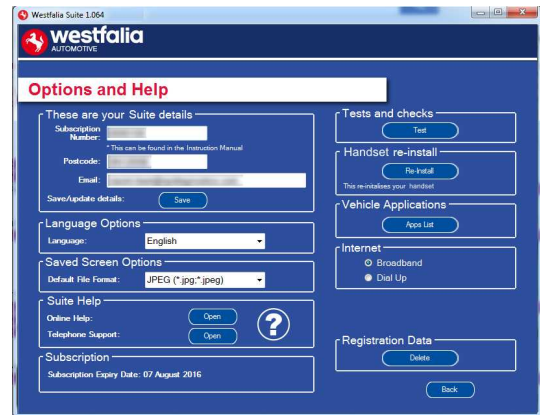 Westfalia Suite 1.064
westfalia
AUTOMOTIVE
Options and Help
These are your Suite details
Subscription
Number:
* This can be found in the Instruction Manual
Postcode:
Email:
Save/update details:
Save
Language Options
Language:
English
Saved Screen Options
Default File Format:
JPEG (*.jpg;*.jpeg)
Suite Help
Online Help:
Open
Telephone Support:
Open
?
Subscription
Subscription Expiry Date: 07 August 2016
Tests and checks
Test
Handset re-install
Re-Install
This re-initalises your handset
Vehicle Applications
Apps List
Internet
Broadband
Dial Up
Registration Data
Delete
Back